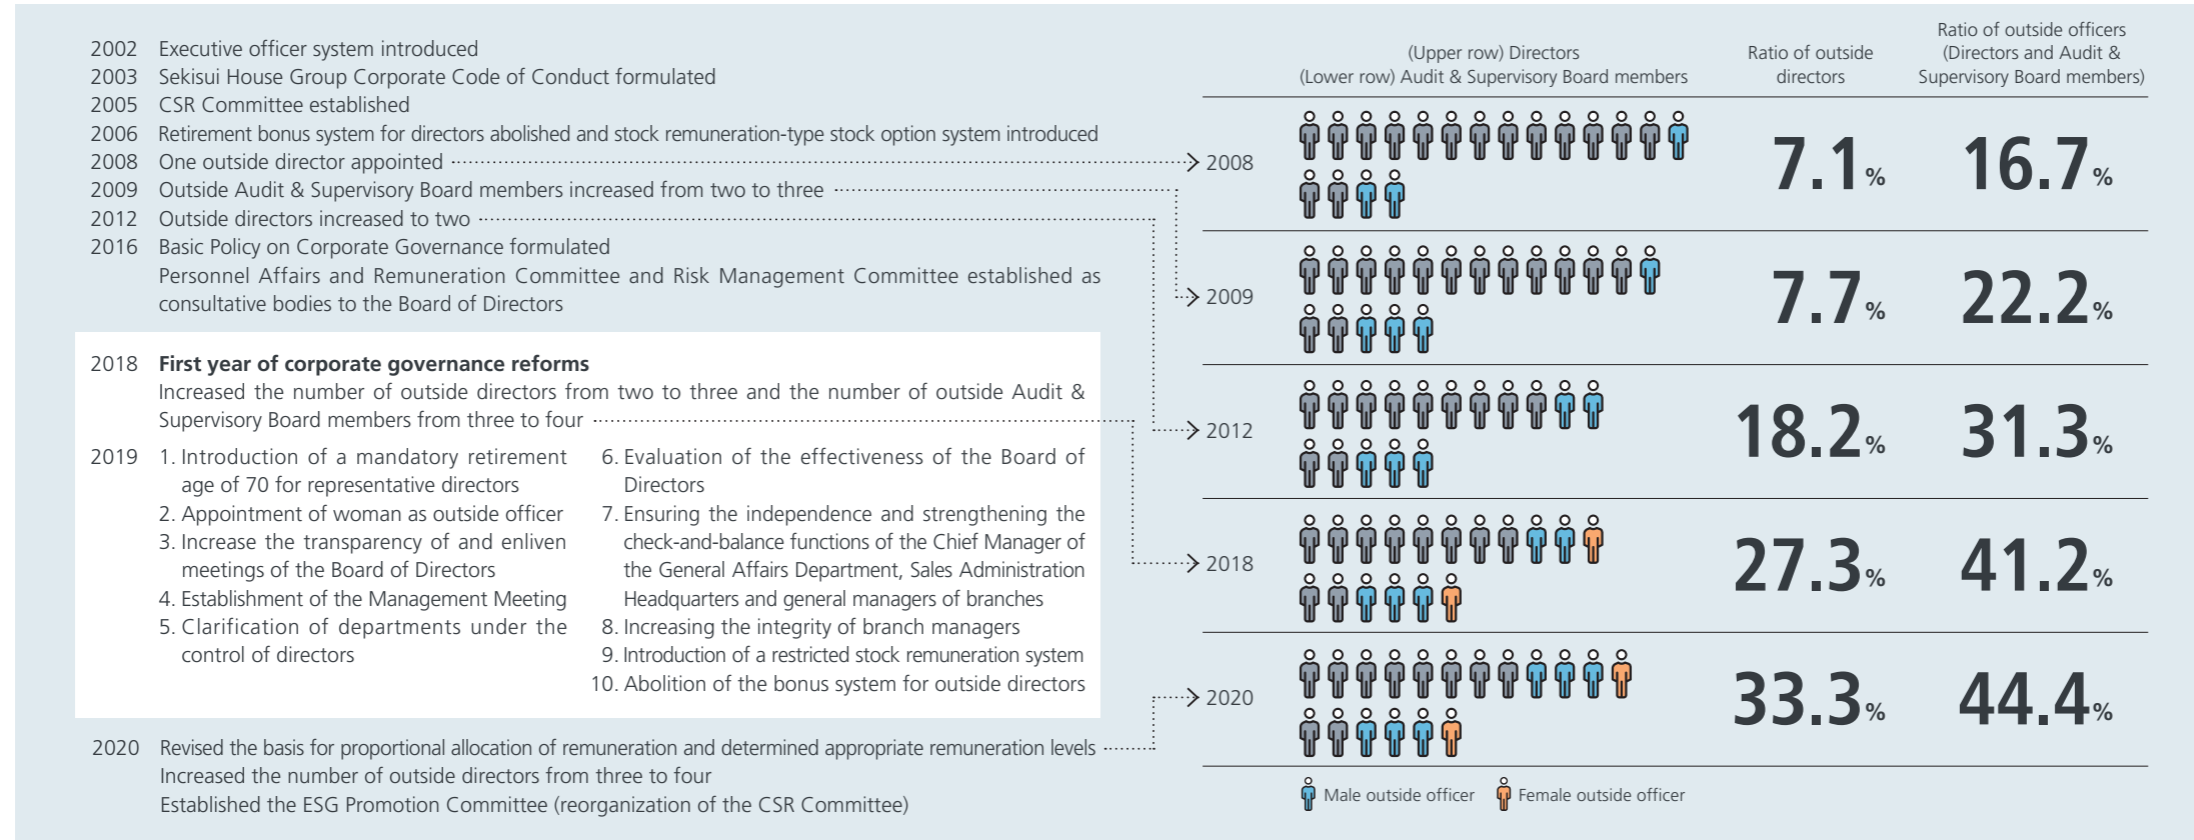 2002 Executive officer system introduced
2003 Sekisui House Group Corporate Code of Conduct formulated
2005 CSR Committee established
2006 Retirement bonus system for directors abolished and stock remuneration-type stock option system introduced
2008 One outside director appointed
2009 Outside Audit & Supervisory Board members increased from two to three
2012 Outside directors increased to two
2016 Basic Policy on Corporate Governance formulated
Personnel Affairs and Remuneration Committee and Risk Management Committee established as
consultative bodies to the Board of Directors
2018 First year of corporate governance reforms
Increased the number of outside directors from two to three and the number of outside Audit &
Supervisory Board members from three to four
2019 1. Introduction of a mandatory retirement
age of 70 for representative directors
2. Appointment of woman as outside officer
3. Increase the transparency of and enliven
meetings of the Board of Directors
4. Establishment of the Management Meeting
5. Clarification of departments under the
control of directors
6. Evaluation of the effectiveness of the Board of
Directors
7. Ensuring the independence and strengthening the
check-and-balance functions of the Chief Manager of
the General Affairs Department, Sales Administration
Headquarters and general managers of branches
8. Increasing the integrity of branch managers
9. Introduction of a restricted stock remuneration system
10. Abolition of the bonus system for outside directors
2020 Revised the basis for proportional allocation of remuneration and determined appropriate remuneration levels
Increased the number of outside directors from three to four
Established the ESG Promotion Committee (reorganization of the CSR Committee)
(Upper row) Directors
(Lower row) Audit & Supervisory Board members
Ratio of outside
directors
Ratio of outside officers
(Directors and Audit &
Supervisory Board members)
2008 7.1% 16.7%
2009 7.7% 22.2%
2012 18.2% 31.3%
2018 27.3% 41.2%
2020 33.3% 44.4%
Male outside officer Female outside officer